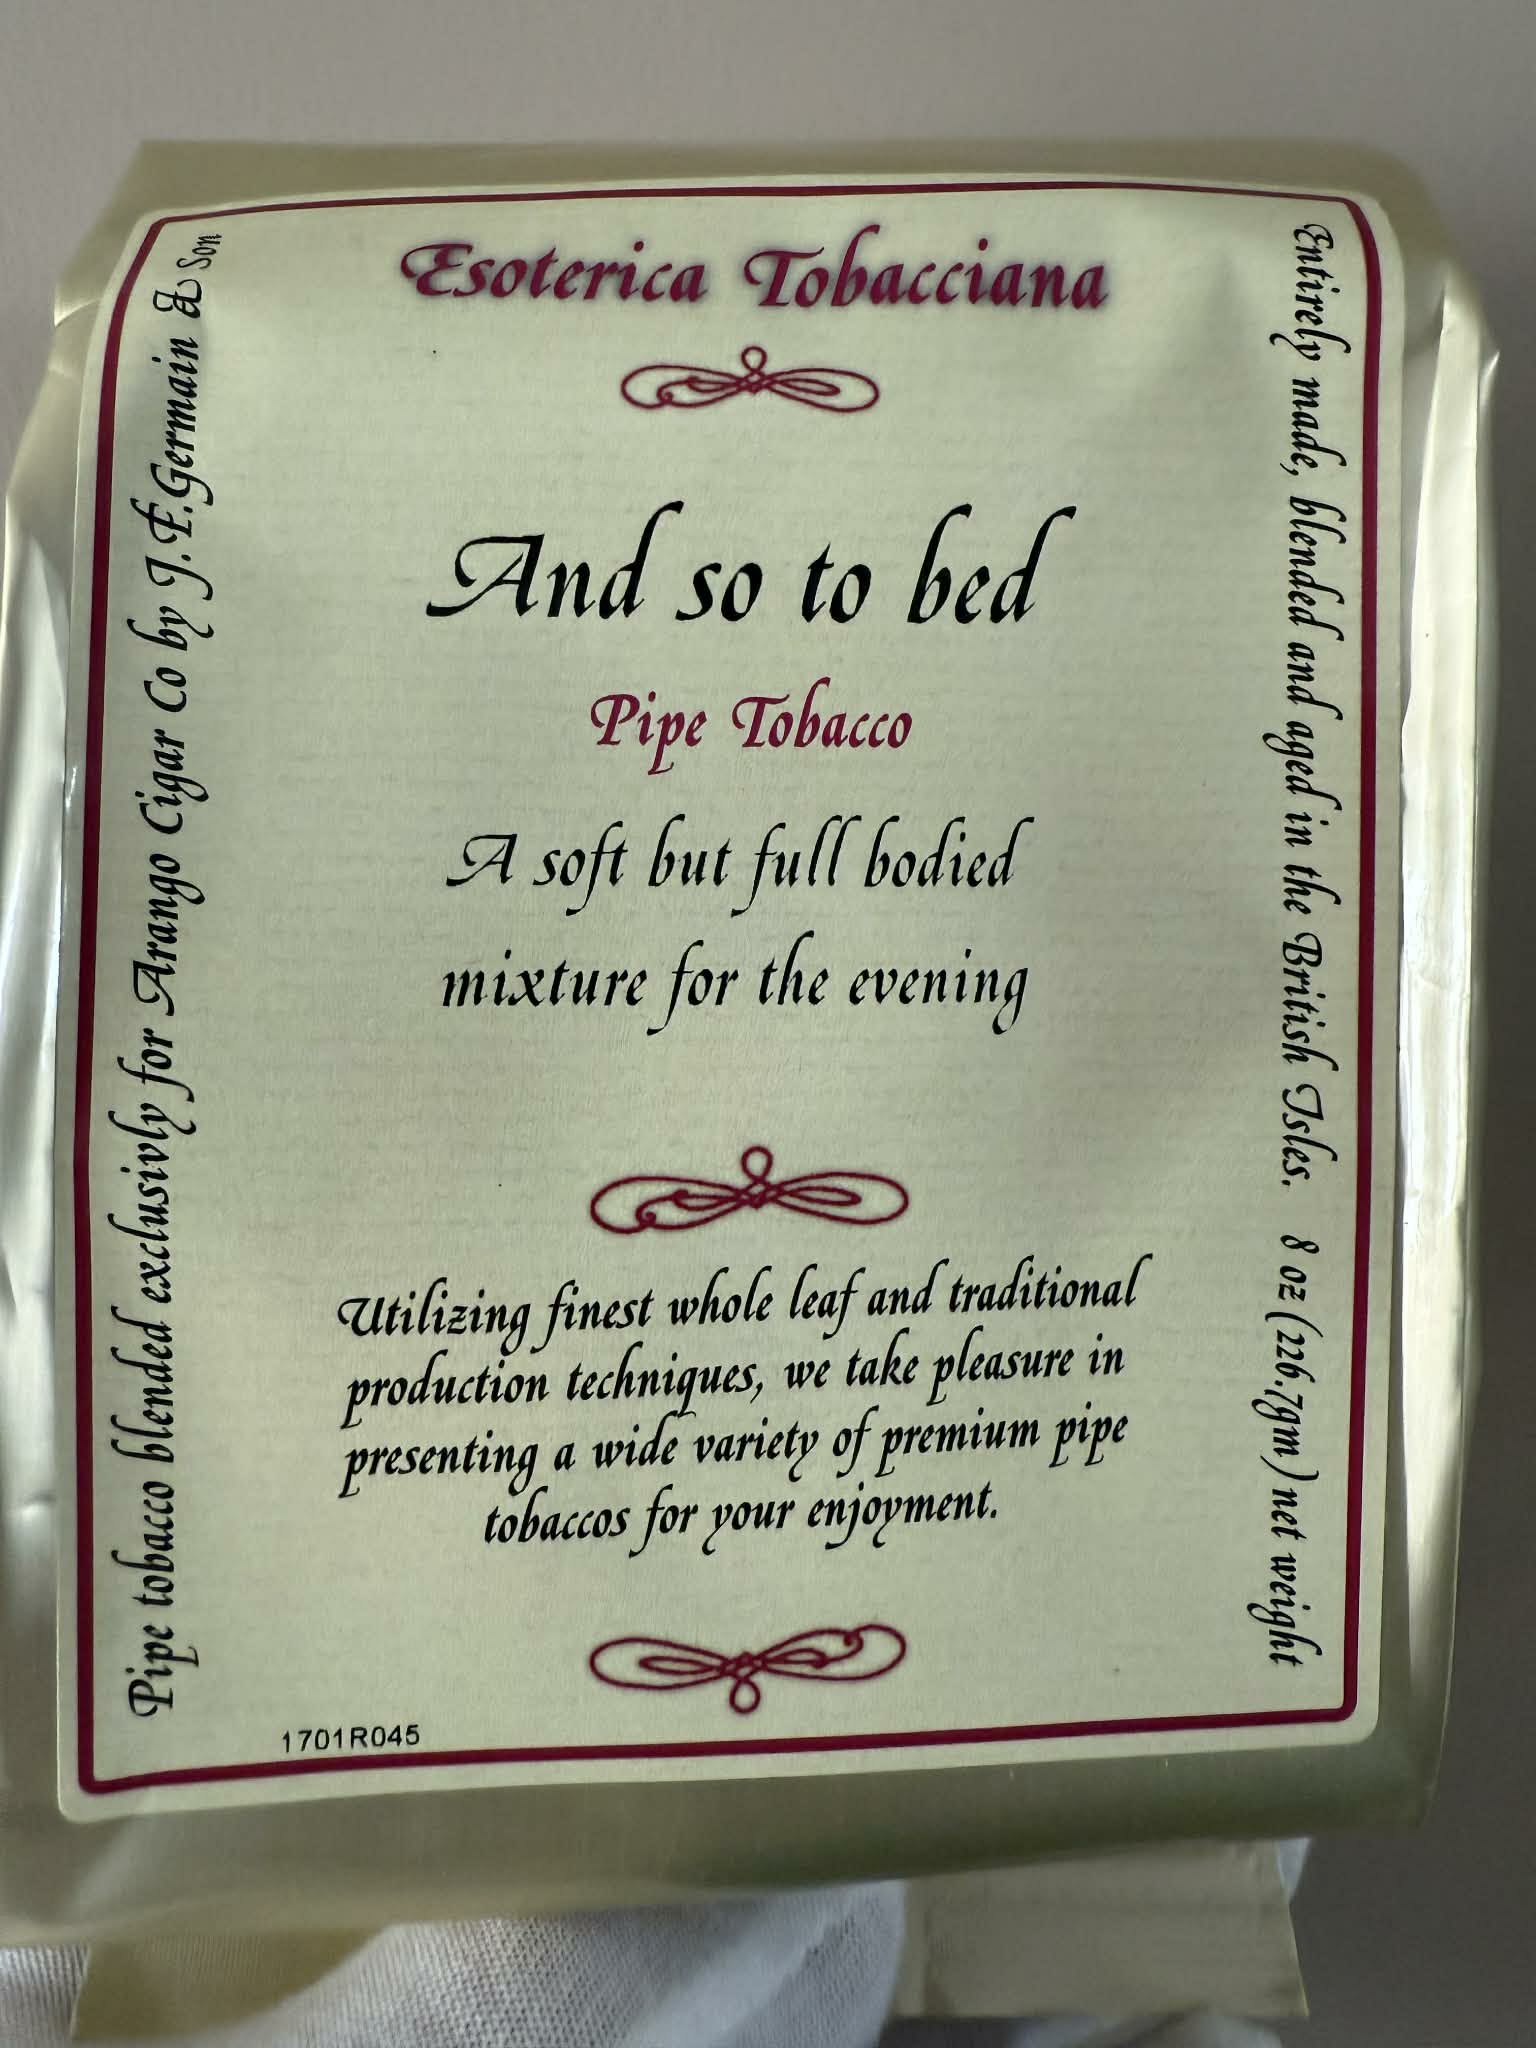 Esoterica Tobacciana
And so to bed
Pipe Tobacco
A soft but full bodied
mixture for the evening
Utilizing finest whole leaf and traditional
production techniques, we take pleasure in
presenting a wide variety of premium pipe
tobaccos for your enjoyment.
1701R045
Pipe tobacco blended exclusivly for Arango Cigar Co by J.F.Germain & Son
Entirely made, blended and aged in the British Isles. 8 oz (226.7gm) net weight